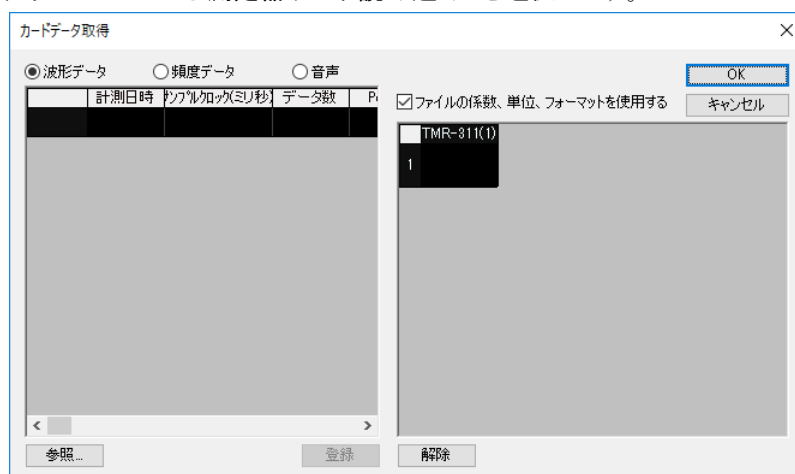 カードデータ取得
波形データ 頻度データ 音声
OK
計測日時 サンプルクロック(ミリ秒) データ数
ファイルの係数、単位、フォーマットを使用する
キャンセル
TMR-311(1)
1
参照... 登録 解除